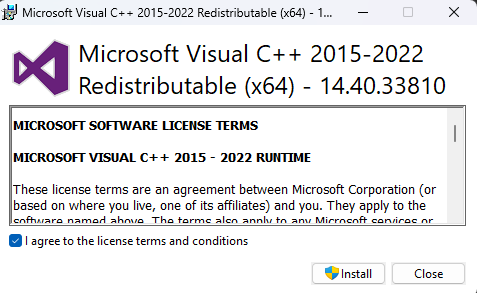 Microsoft Visual C++ 2015-2022 Redistributable (x64) - 1...
Microsoft Visual C++ 2015-2022
Redistributable (x64) - 14.40.33810
MICROSOFT SOFTWARE LICENSE TERMS
MICROSOFT VISUAL C++ 2015 - 2022 RUNTIME
These license terms are an agreement between Microsoft Corporation (or
based on where you live, one of its affiliates) and you. They apply to the
software named above. The terms also apply to any Microsoft services or
I agree to the license terms and conditions
Install
Close